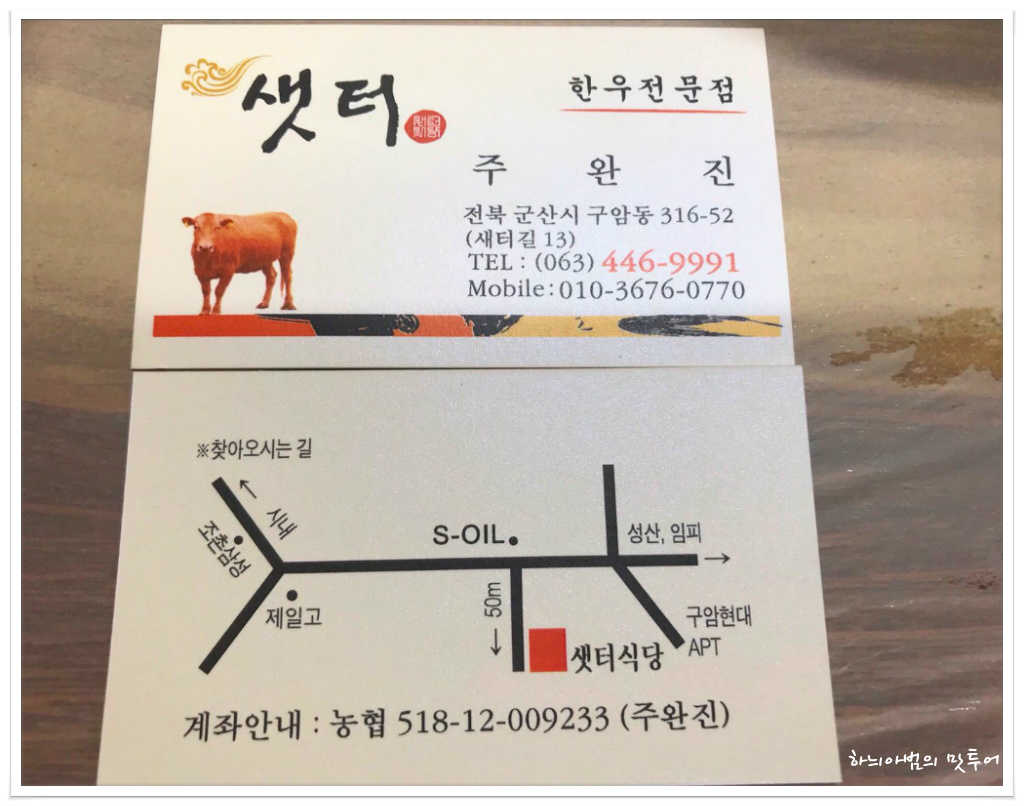 샛터
한우전문점
주 완 진
전북 군산시 구암동 316-52
(새터길 13)
TEL : (063) 446-9991
Mobile : 010-3676-0770
※찾아오시는 길
← 시내
조촌삼성
제일고
S-OIL
50m
←
성산, 임피
→
구암현대
APT
샛터식당
계좌안내 : 농협 518-12-009233 (주완진)
하늬아범의 맛투어